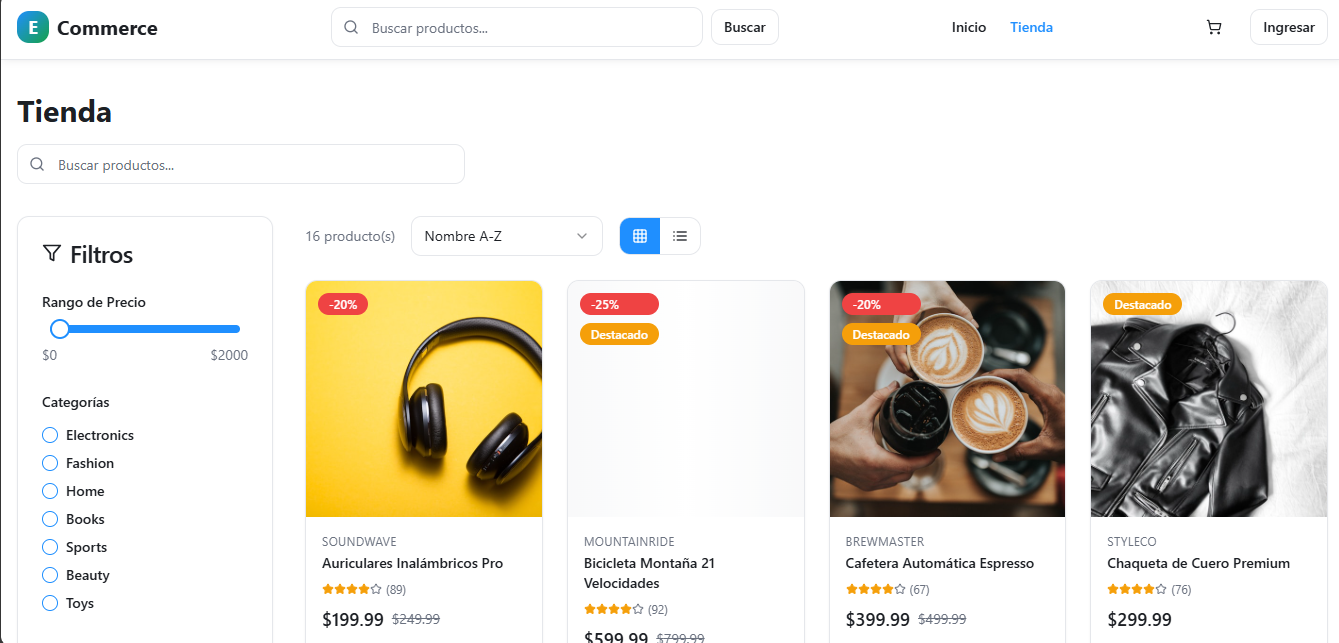 E Commerce
Buscar productos...
Buscar
Inicio
Tienda
Ingresar
Tienda
Buscar productos...
Filtros
Rango de Precio
$0 $2000
Categorías
Electronics
Fashion
Home
Books
Sports
Beauty
Toys
16 producto(s)
Nombre A-Z
-20%
SOUNDWAVE
Auriculares Inalámbricos Pro
(89)
$199.99 $249.99
-25%
Destacado
MOUNTAINRIDE
Bicicleta Montaña 21
Velocidades
(92)
$599.99 $799.99
-20%
Destacado
BREWMASTER
Cafetera Automática Espresso
(67)
$399.99 $499.99
Destacado
STYLECO
Chaqueta de Cuero Premium
(76)
$299.99